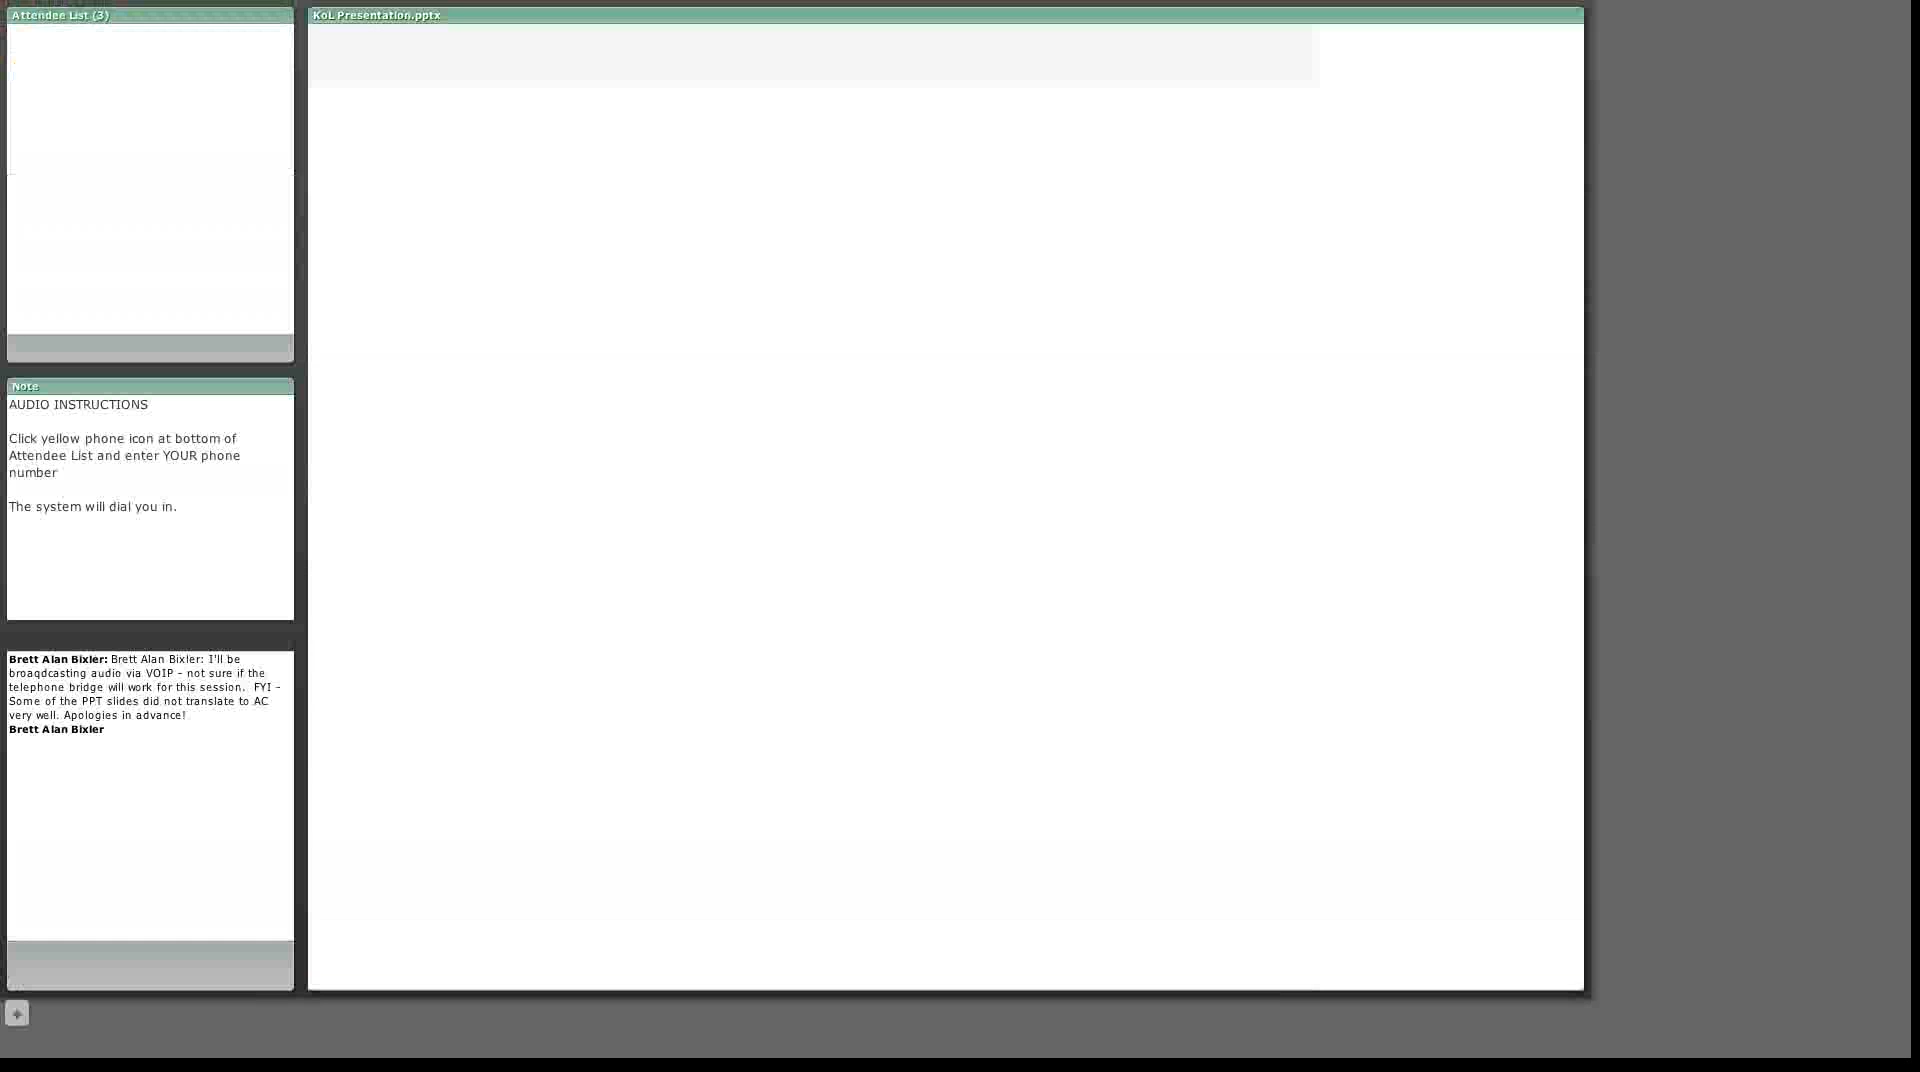 Attendee List (3)
KoL Presentation.pptx
Note
AUDIO INSTRUCTIONS
Click yellow phone icon at bottom of
Attendee List and enter YOUR phone
number
The system will dial you in.
Brett Alan Bixler: Brett Alan Bixler: I'll be
broaqdcasting audio via VOIP - not sure if the
telephone bridge will work for this session.  FYI -
Some of the PPT slides did not translate to AC
very well. Apologies in advance!
Brett Alan Bixler